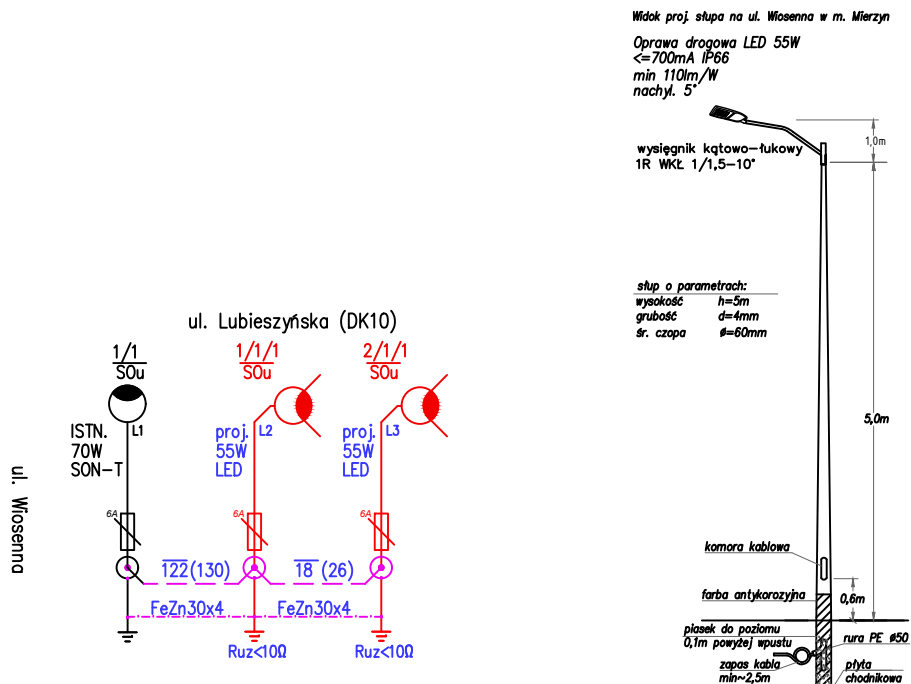 Widok proj. słupa na ul. Wiosenna w m. Mierzyn
Oprawa drogowa LED 55W
<=700mA IP66
min 110lm/W
nachyl. 5°
1,0m
wysięgnik kątowo-łukowy
1R WKŁ 1/1,5-10°
słup o parametrach:
wysokość h=5m
grubość d=4mm
śr. czopa ø=60mm
5,0m
komora kablowa
farba antykorozyjna
0,6m
piasek do poziomu
0,1m powyżej wpustu
rura PE ø50
zapas kabla
min~2,5m
płyta
chodnikowa
ul. Lubieszyńska (DK10)
1/1
SOu
1/1/1
SOu
2/1/1
SOu
ISTN.
70W
SON-T
L1
proj.
55W
LED
L2
proj.
55W
LED
L3
6A
6A
6A
122(130)
18 (26)
FeZn30x4
FeZn30x4
Ruz<10Ω
Ruz<10Ω
ul. Wiosenna